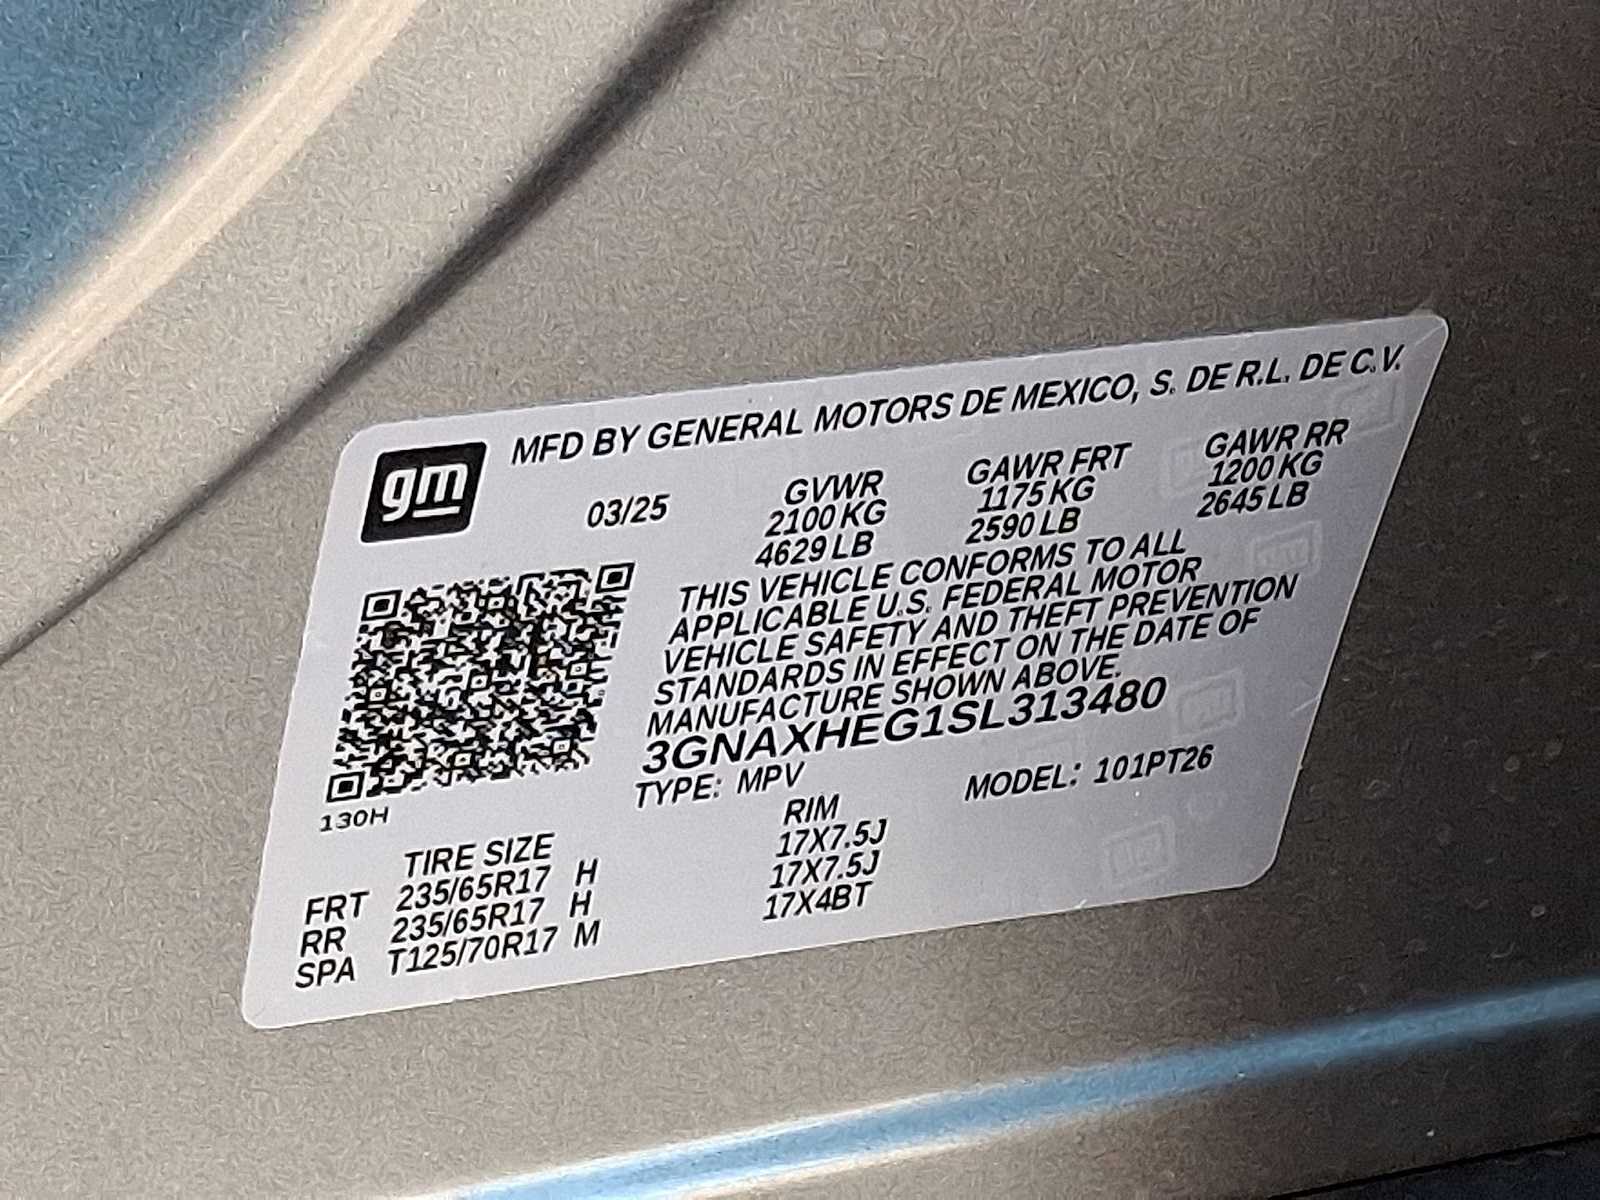 gm
MFD BY GENERAL MOTORS DE MEXICO, S. DE R.L. DE C.V.
03/25 GVWR GAWR FRT GAWR RR
2100 KG 1175 KG 1200 KG
4629 LB 2590 LB 2645 LB
THIS VEHICLE CONFORMS TO ALL
APPLICABLE U.S. FEDERAL MOTOR
VEHICLE SAFETY AND THEFT PREVENTION
STANDARDS IN EFFECT ON THE DATE OF
MANUFACTURE SHOWN ABOVE.
3GNAXHEG1SL313480
TYPE: MPV MODEL: 101PT26
130H
TIRE SIZE RIM
FRT 235/65R17 H 17X7.5J
RR 235/65R17 H 17X7.5J
SPA T125/70R17 M 17X4BT